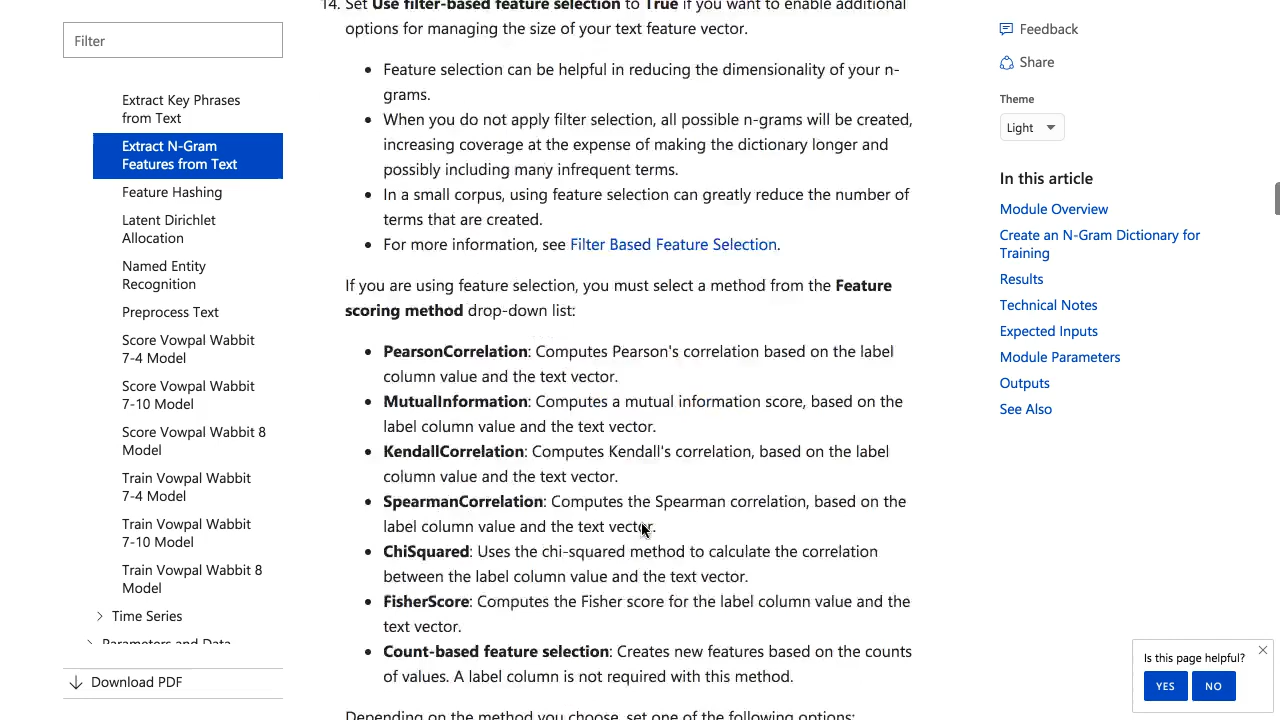 Filter
Extract Key Phrases
from Text
Extract N-Gram
Features from Text
Feature Hashing
Latent Dirichlet
Allocation
Named Entity
Recognition
Preprocess Text
Score Vowpal Wabbit
7-4 Model
Score Vowpal Wabbit
7-10 Model
Score Vowpal Wabbit 8
Model
Train Vowpal Wabbit
7-4 Model
Train Vowpal Wabbit
7-10 Model
Train Vowpal Wabbit 8
Model
Time Series
Parameters and Data
Download PDF
14. Set Use filter-based feature selection to True if you want to enable additional
options for managing the size of your text feature vector.
• Feature selection can be helpful in reducing the dimensionality of your n-
grams.
• When you do not apply filter selection, all possible n-grams will be created,
increasing coverage at the expense of making the dictionary longer and
possibly including many infrequent terms.
• In a small corpus, using feature selection can greatly reduce the number of
terms that are created.
• For more information, see Filter Based Feature Selection.
If you are using feature selection, you must select a method from the Feature
scoring method drop-down list:
• PearsonCorrelation: Computes Pearson's correlation based on the label
column value and the text vector.
• MutualInformation: Computes a mutual information score, based on the
label column value and the text vector.
• KendallCorrelation: Computes Kendall's correlation, based on the label
column value and the text vector.
• SpearmanCorrelation: Computes the Spearman correlation, based on the
label column value and the text vector.
• ChiSquared: Uses the chi-squared method to calculate the correlation
between the label column value and the text vector.
• FisherScore: Computes the Fisher score for the label column value and the
text vector.
• Count-based feature selection: Creates new features based on the counts
of values. A label column is not required with this method.
Depending on the method you choose, set one of the following options:
Feedback
Share
Theme
Light
In this article
Module Overview
Create an N-Gram Dictionary for
Training
Results
Technical Notes
Expected Inputs
Module Parameters
Outputs
See Also
Is this page helpful?
YES NO